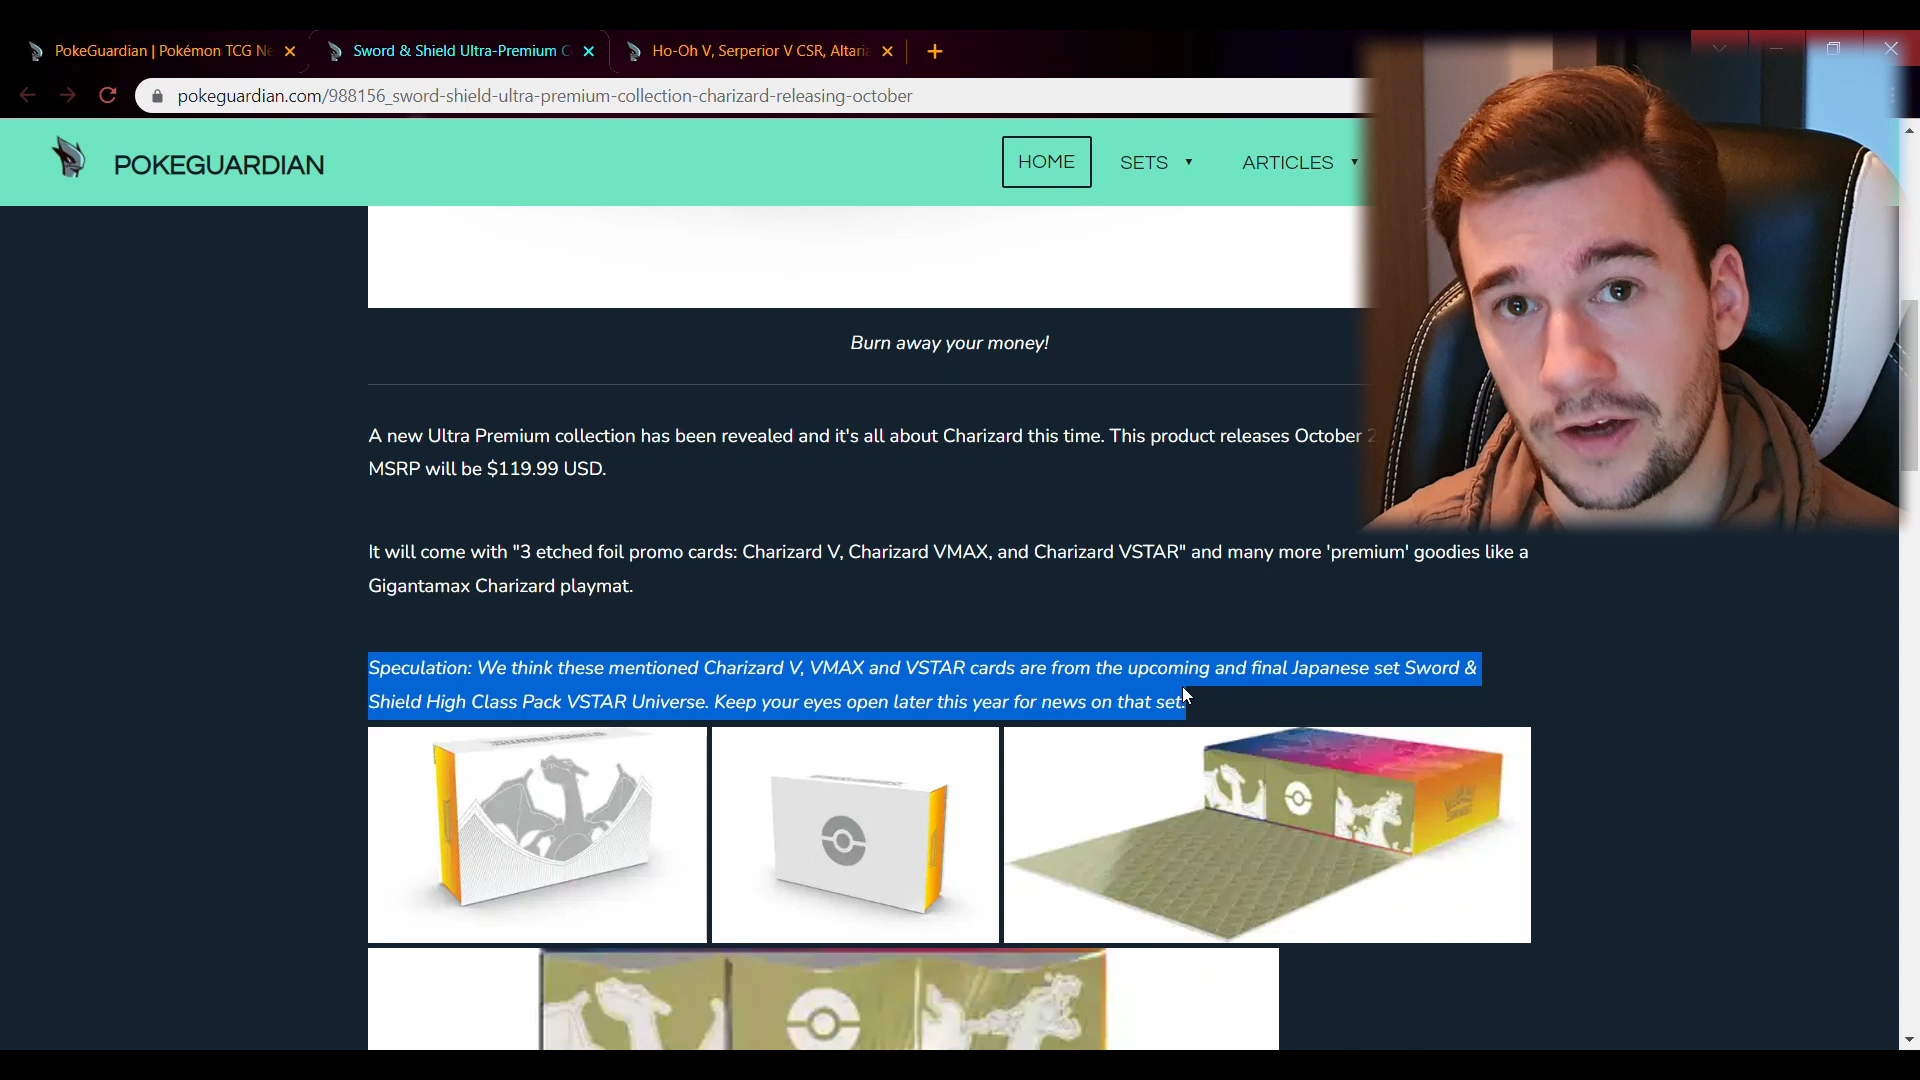 PokeGuardian | Pokémon TCG Ne
Sword & Shield Ultra-Premium C
Ho-Oh V, Serperior V CSR, Altaria
pokeguardian.com/988156_sword-shield-ultra-premium-collection-charizard-releasing-october
POKEGUARDIAN
HOME
SETS
ARTICLES
Burn away your money!
A new Ultra Premium collection has been revealed and it's all about Charizard this time. This product releases October 2
MSRP will be $119.99 USD.
It will come with "3 etched foil promo cards: Charizard V, Charizard VMAX, and Charizard VSTAR" and many more 'premium' goodies like a
Gigantamax Charizard playmat.
Speculation: We think these mentioned Charizard V, VMAX and VSTAR cards are from the upcoming and final Japanese set Sword &
Shield High Class Pack VSTAR Universe. Keep your eyes open later this year for news on that set!